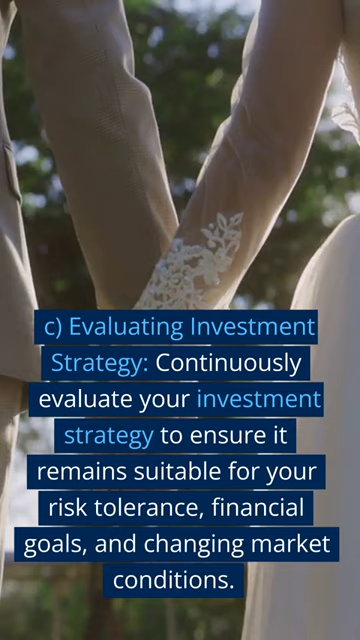 c) Evaluating Investment
Strategy: Continuously
evaluate your investment
strategy to ensure it
remains suitable for your
risk tolerance, financial
goals, and changing market
conditions.